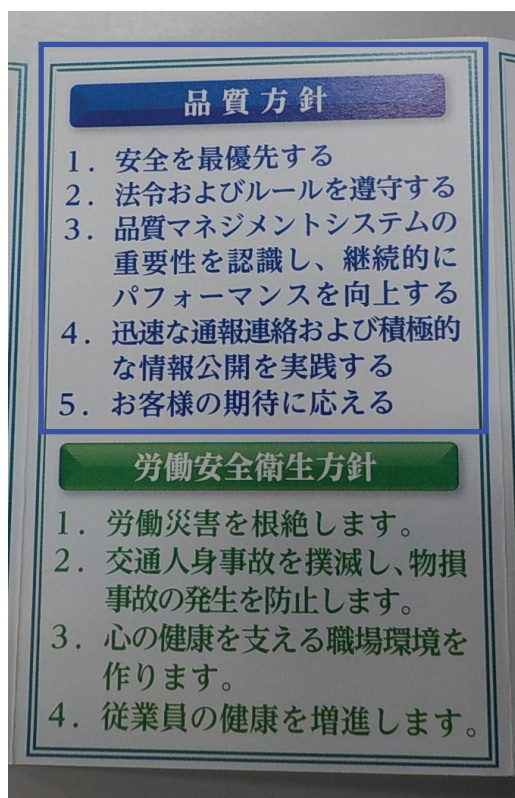 品質方針
1. 安全を最優先する
2. 法令およびルールを遵守する
3. 品質マネジメントシステムの
重要性を認識し、継続的に
パフォーマンスを向上する
4. 迅速な通報連絡および積極的
な情報公開を実践する
5. お客様の期待に応える
労働安全衛生方針
1. 労働災害を根絶します。
2. 交通人身事故を撲滅し、物損
事故の発生を防止します。
3. 心の健康を支える職場環境を
作ります。
4. 従業員の健康を増進します。